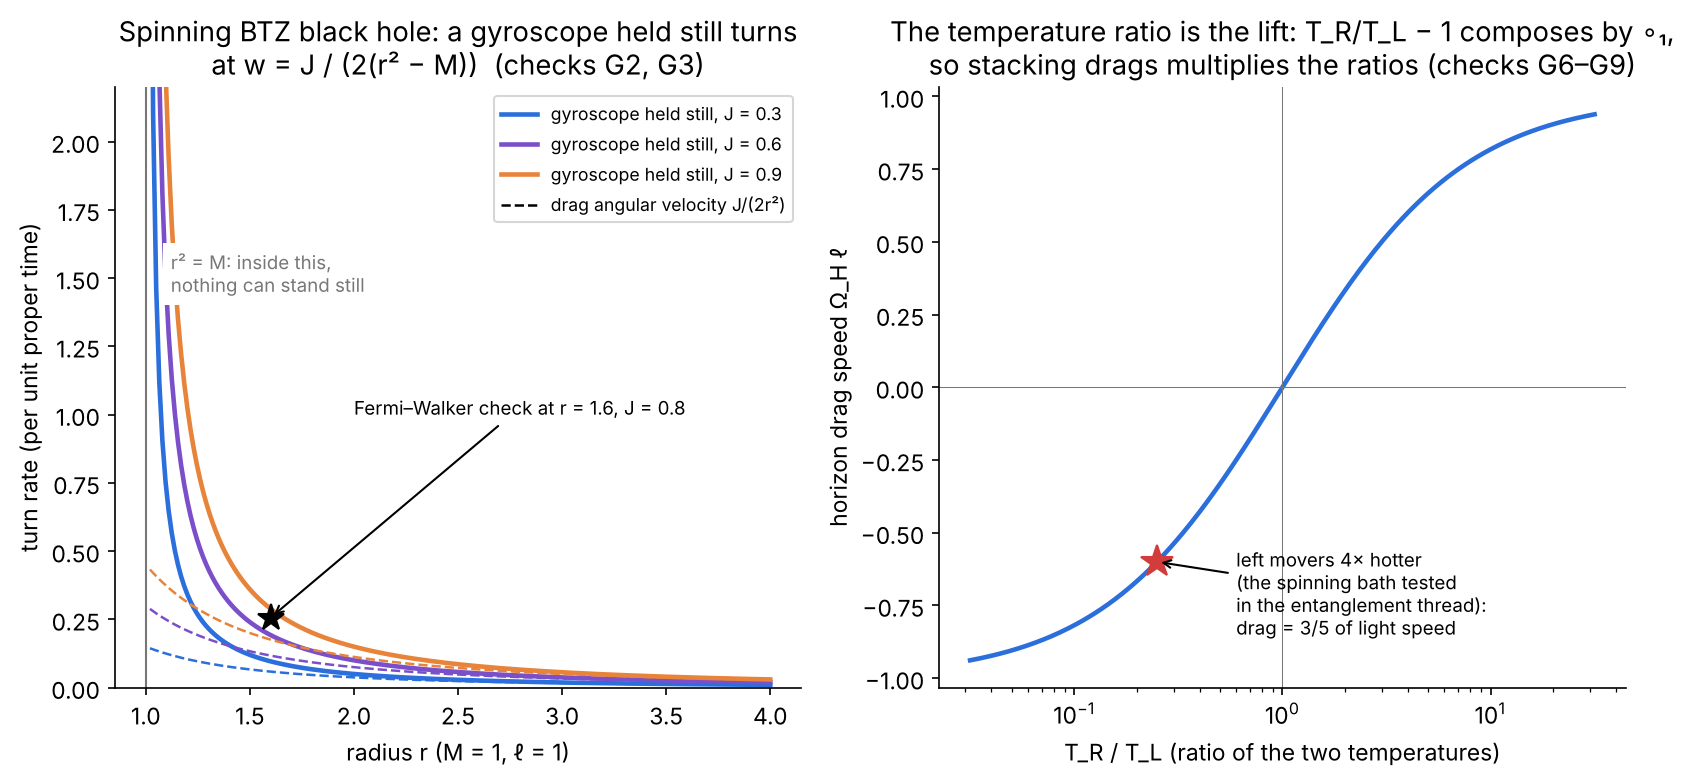 Spinning BTZ black hole: a gyroscope held still turns
at w = J / (2(r² − M))  (checks G2, G3)
turn rate (per unit proper time)
2.00
1.75
1.50
1.25
1.00
0.75
0.50
0.25
0.00
gyroscope held still, J = 0.3
gyroscope held still, J = 0.6
gyroscope held still, J = 0.9
drag angular velocity J/(2r²)
r² = M: inside this,
nothing can stand still
Fermi–Walker check at r = 1.6, J = 0.8
1.0 1.5 2.0 2.5 3.0 3.5 4.0
radius r (M = 1, ℓ = 1)
The temperature ratio is the lift: T_R/T_L − 1 composes by ∘₁,
so stacking drags multiplies the ratios (checks G6–G9)
horizon drag speed Ω_H ℓ
1.00
0.75
0.50
0.25
0.00
−0.25
−0.50
−0.75
−1.00
left movers 4× hotter
(the spinning bath tested
in the entanglement thread):
drag = 3/5 of light speed
10⁻¹ 10⁰ 10¹
T_R / T_L (ratio of the two temperatures)